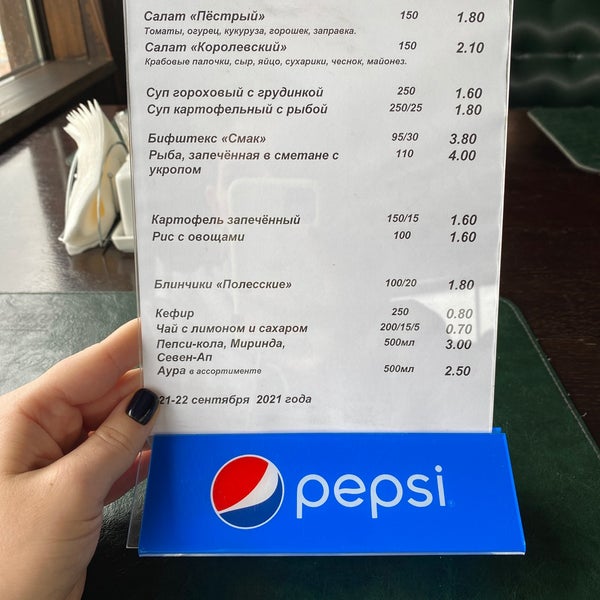 Салат «Пёстрый» 150 1.80
Томаты, огурец, кукуруза, горошек, заправка.
Салат «Королевский» 150 2.10
Крабовые палочки, сыр, яйцо, сухарики, чеснок, майонез.
Суп гороховый с грудинкой 250 1.60
Суп картофельный с рыбой 250/25 1.80
Бифштекс «Смак» 95/30 3.80
Рыба, запечённая в сметане с 110 4.00
укропом
Картофель запечённый 150/15 1.60
Рис с овощами 100 1.60
Блинчики «Полесские» 100/20 1.80
Кефир 250 0.80
Чай с лимоном и сахаром 200/15/5 0.70
Пепси-кола, Миринда, 500мл 3.00
Севен-Ап
Аура в ассортименте 500мл 2.50
21-22 сентября 2021 года
pepsi